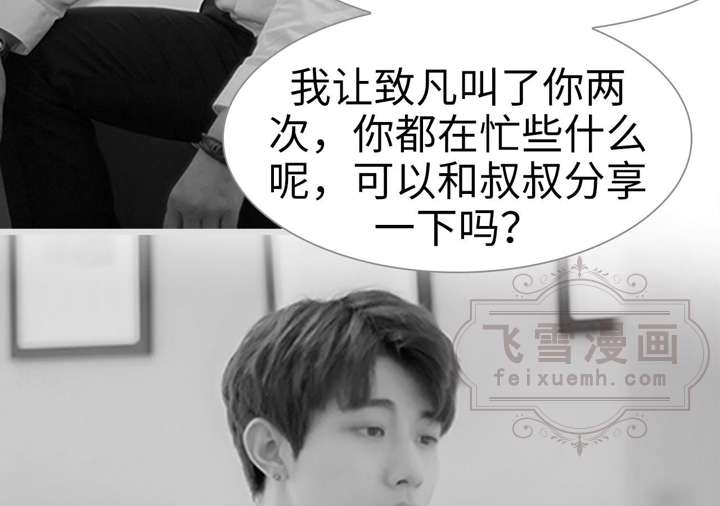 我让致凡叫了你两
次，你都在忙些什么
呢，可以和叔叔分享
一下吗？
飞雪漫画
feixuemh.com